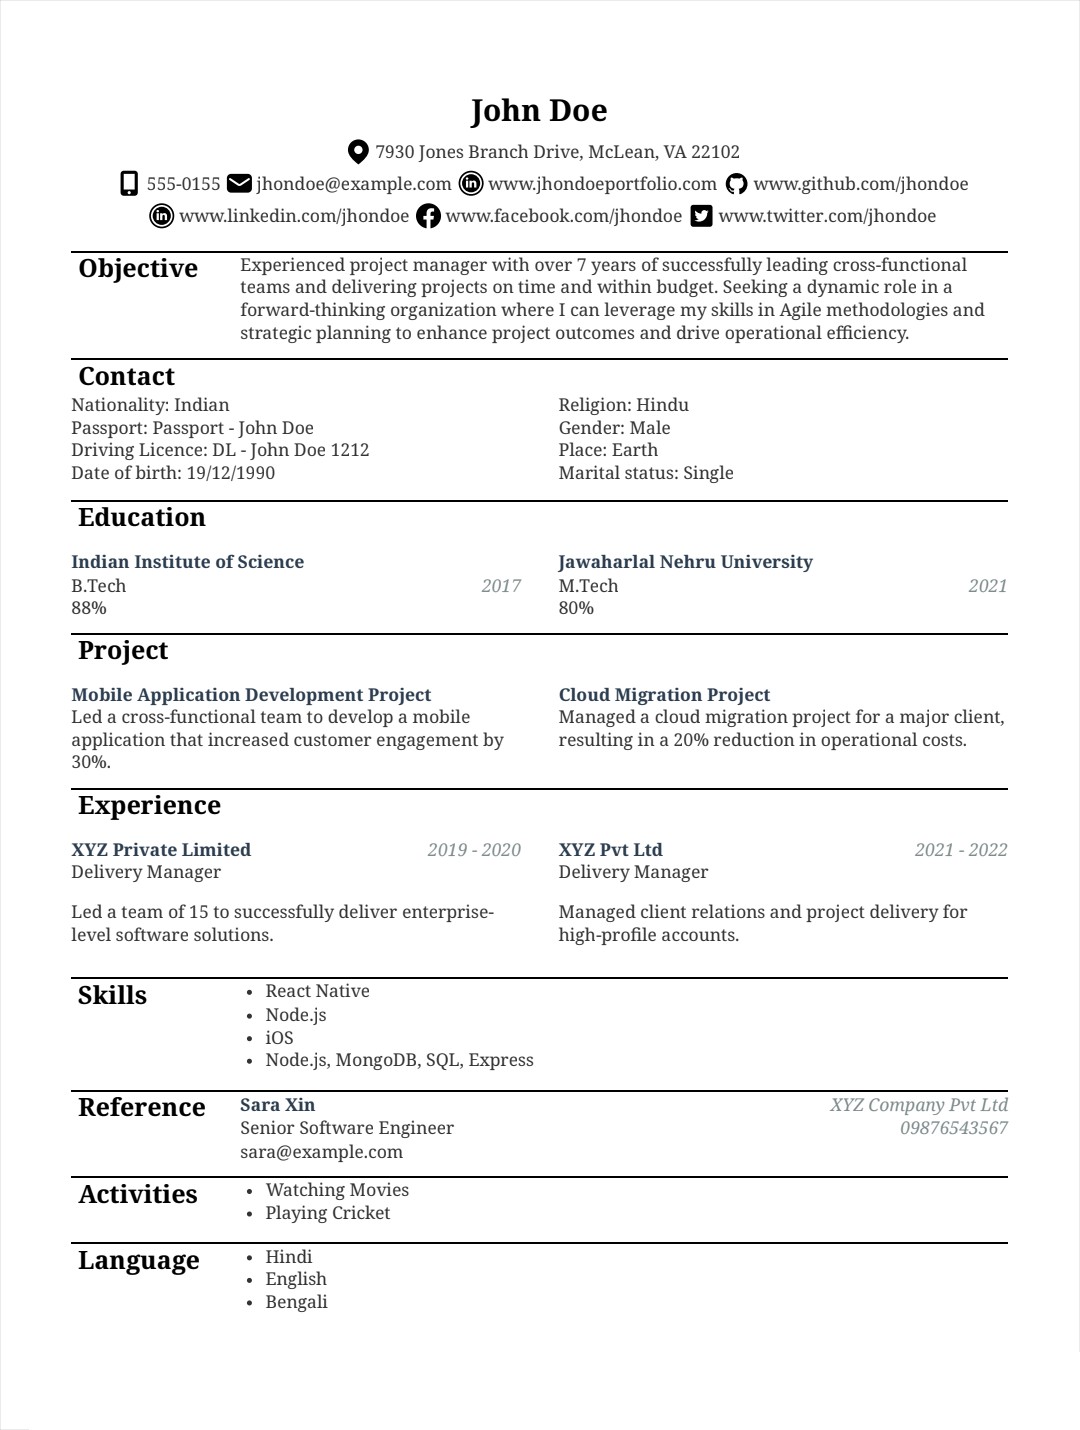 John Doe
7930 Jones Branch Drive, McLean, VA 22102
555-0155 jhondoe@example.com www.jhondoeportfolio.com www.github.com/jhondoe
www.linkedin.com/jhondoe www.facebook.com/jhondoe www.twitter.com/jhondoe
Objective
Experienced project manager with over 7 years of successfully leading cross-functional
teams and delivering projects on time and within budget. Seeking a dynamic role in a
forward-thinking organization where I can leverage my skills in Agile methodologies and
strategic planning to enhance project outcomes and drive operational efficiency.
Contact
Nationality: Indian
Passport: Passport - John Doe
Driving Licence: DL - John Doe 1212
Date of birth: 19/12/1990
Religion: Hindu
Gender: Male
Place: Earth
Marital status: Single
Education
Indian Institute of Science
B.Tech 2017
88%
Jawaharlal Nehru University
M.Tech 2021
80%
Project
Mobile Application Development Project
Led a cross-functional team to develop a mobile
application that increased customer engagement by
30%.
Cloud Migration Project
Managed a cloud migration project for a major client,
resulting in a 20% reduction in operational costs.
Experience
XYZ Private Limited 2019 - 2020
Delivery Manager
Led a team of 15 to successfully deliver enterprise-
level software solutions.
XYZ Pvt Ltd 2021 - 2022
Delivery Manager
Managed client relations and project delivery for
high-profile accounts.
Skills
• React Native
• Node.js
• iOS
• Node.js, MongoDB, SQL, Express
Reference
Sara Xin XYZ Company Pvt Ltd
Senior Software Engineer 09876543567
sara@example.com
Activities
• Watching Movies
• Playing Cricket
Language
• Hindi
• English
• Bengali